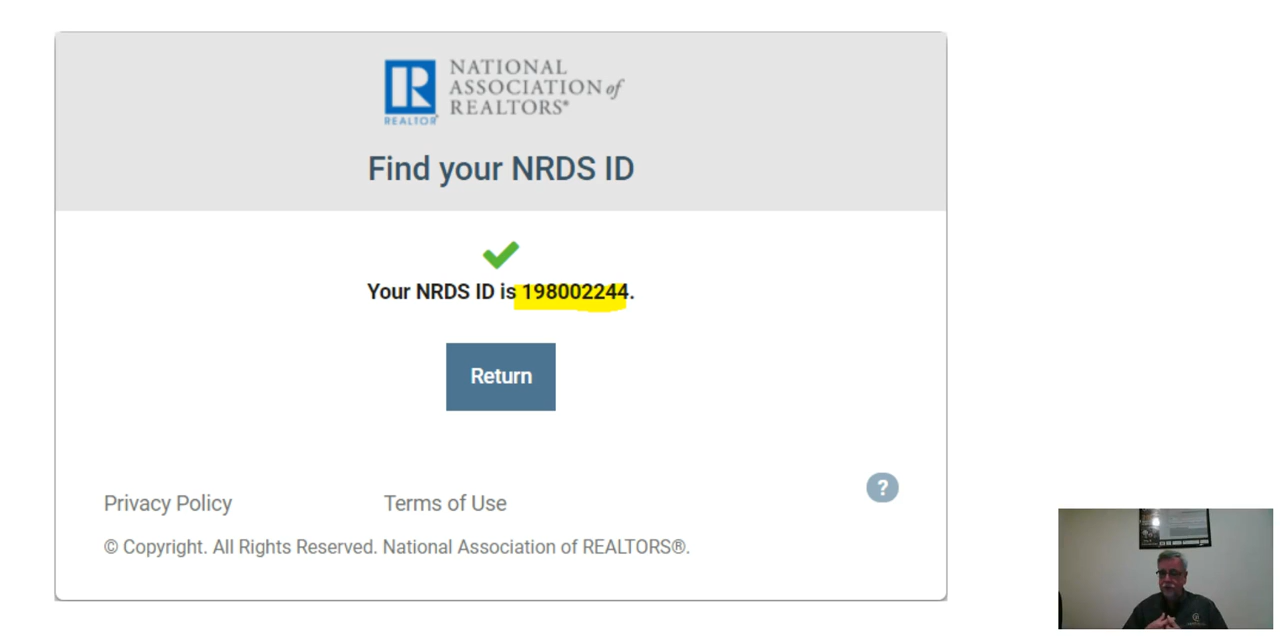 NATIONAL
ASSOCIATION of
REALTORS®
REALTOR®
Find your NRDS ID
Your NRDS ID is 198002244.
Return
?
Privacy Policy
Terms of Use
© Copyright. All Rights Reserved. National Association of REALTORS®.